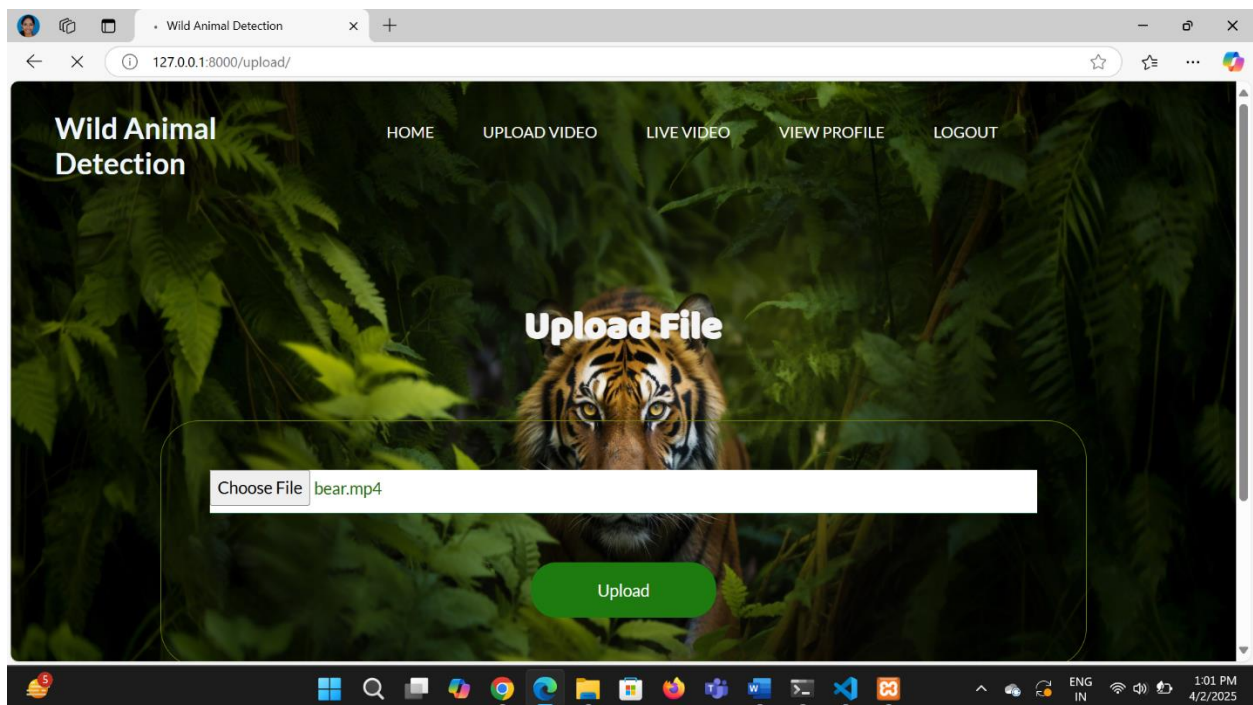 Wild Animal Detection
127.0.0.1:8000/upload/
Wild Animal
Detection
HOME UPLOAD VIDEO LIVE VIDEO VIEW PROFILE LOGOUT
Upload File
Choose File bear.mp4
Upload
5
ENG
IN
1:01 PM
4/2/2025